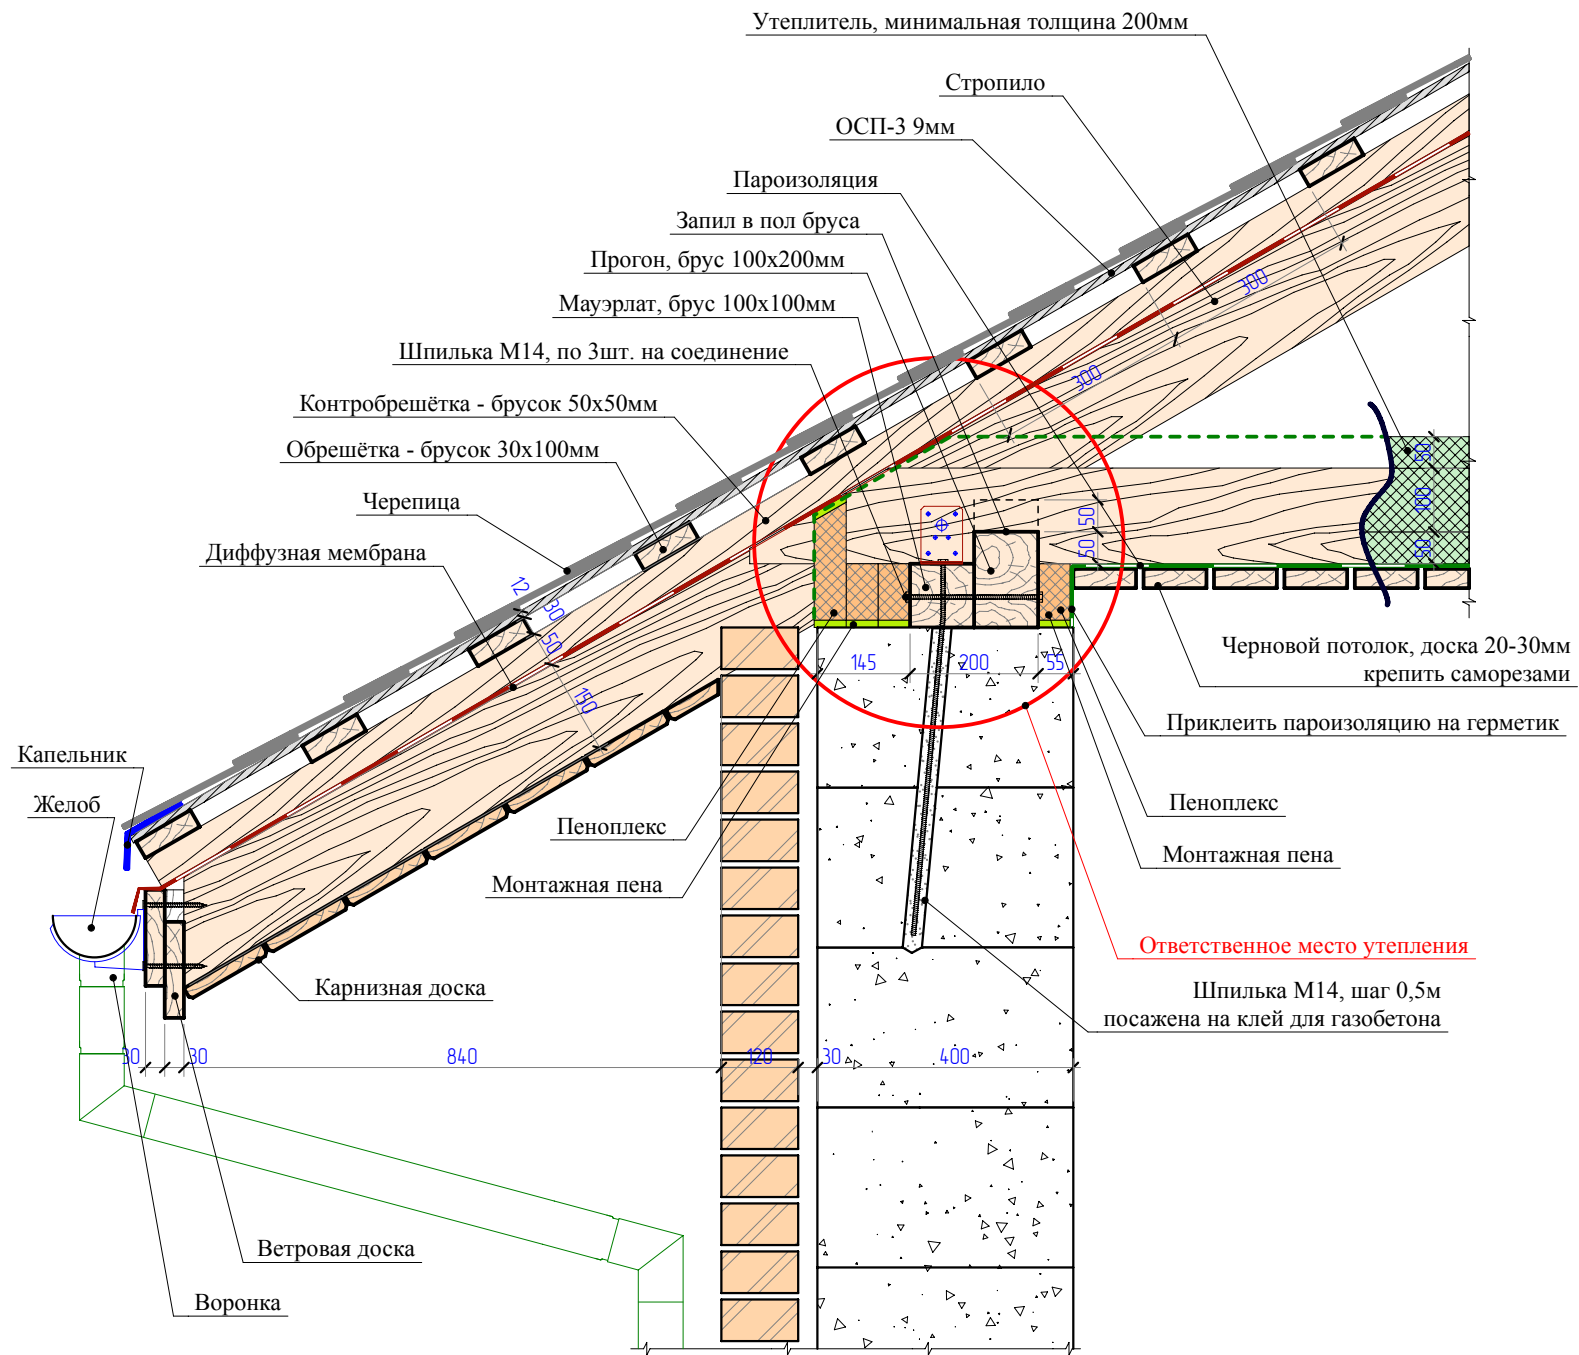 Утеплитель, минимальная толщина 200мм
Стропило
ОСП-3 9мм
Пароизоляция
Запил в пол бруса
Прогон, брус 100х200мм
Мауэрлат, брус 100х100мм
Шпилька М14, по 3шт. на соединение
Контробрешётка - брусок 50х50мм
Обрешётка - брусок 30х100мм
Черепица
Диффузная мембрана
300
300
50
100
50
50
50
12
30
50
150
145
200
55
Черновой потолок, доска 20-30мм
крепить саморезами
Приклеить пароизоляцию на герметик
Капельник
Желоб
Пеноплекс
Пеноплекс
Монтажная пена
Монтажная пена
Ответственное место утепления
Карнизная доска
Шпилька М14, шаг 0,5м
посажена на клей для газобетона
30
30
840
120
30
400
Ветровая доска
Воронка